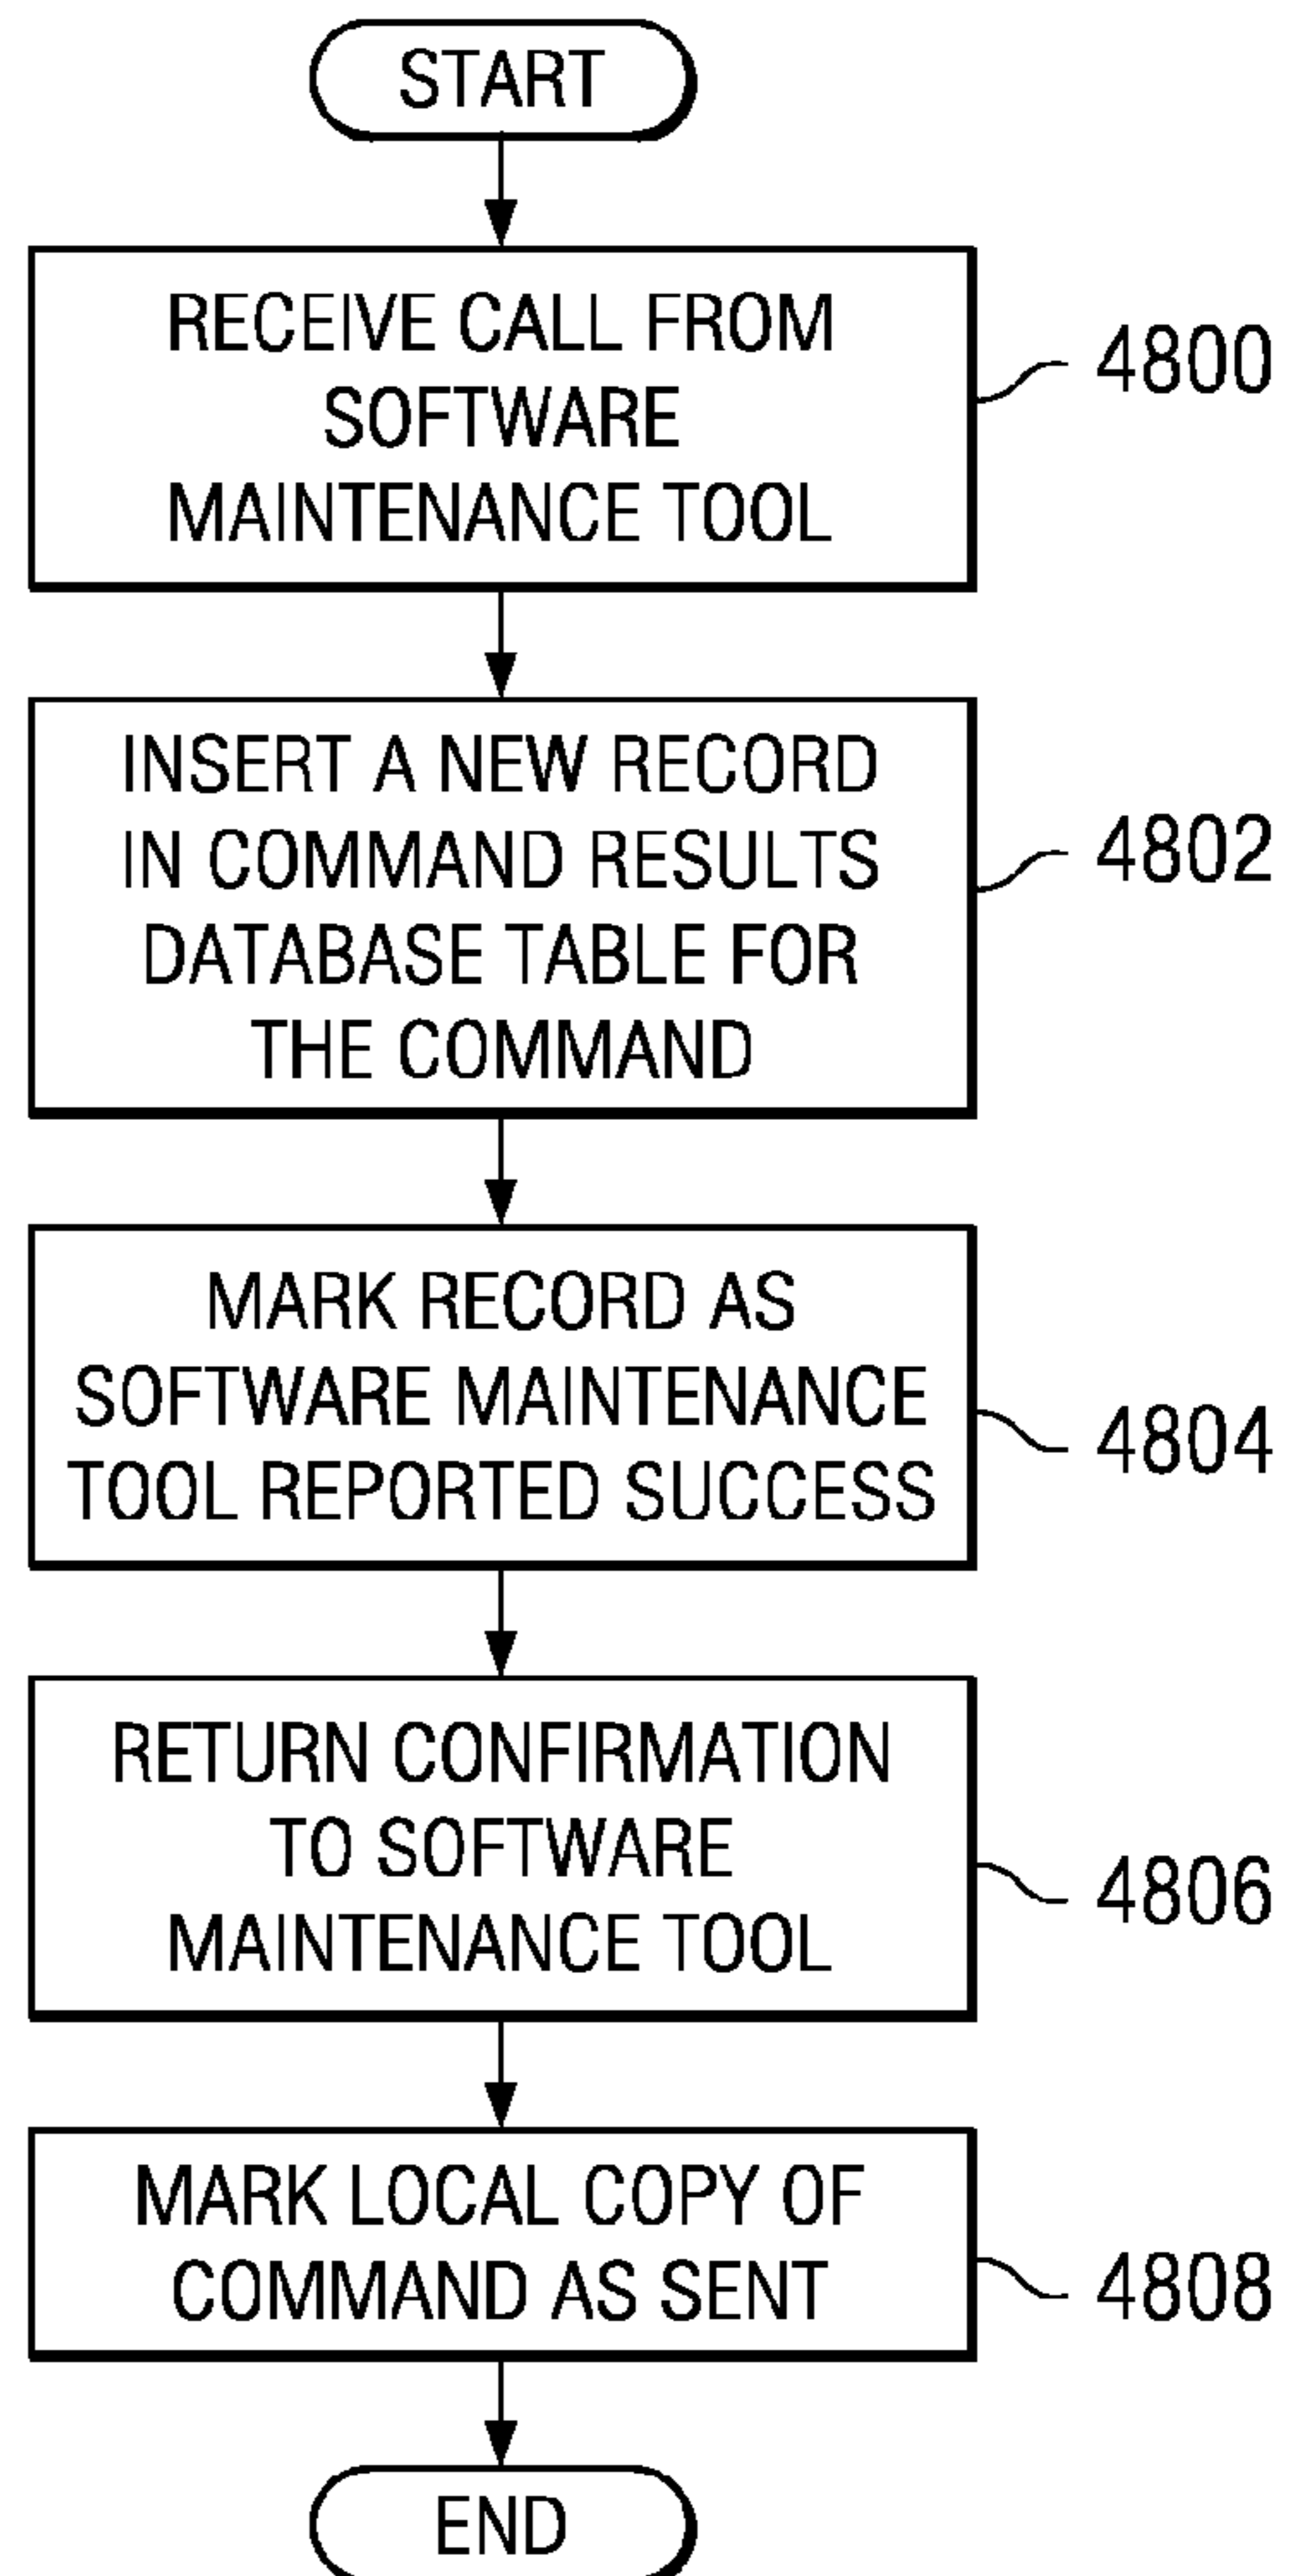 START
RECEIVE CALL FROM
SOFTWARE
MAINTENANCE TOOL
4800
INSERT A NEW RECORD
IN COMMAND RESULTS
DATABASE TABLE FOR
THE COMMAND
4802
MARK RECORD AS
SOFTWARE MAINTENANCE
TOOL REPORTED SUCCESS
4804
RETURN CONFIRMATION
TO SOFTWARE
MAINTENANCE TOOL
4806
MARK LOCAL COPY OF
COMMAND AS SENT
4808
END